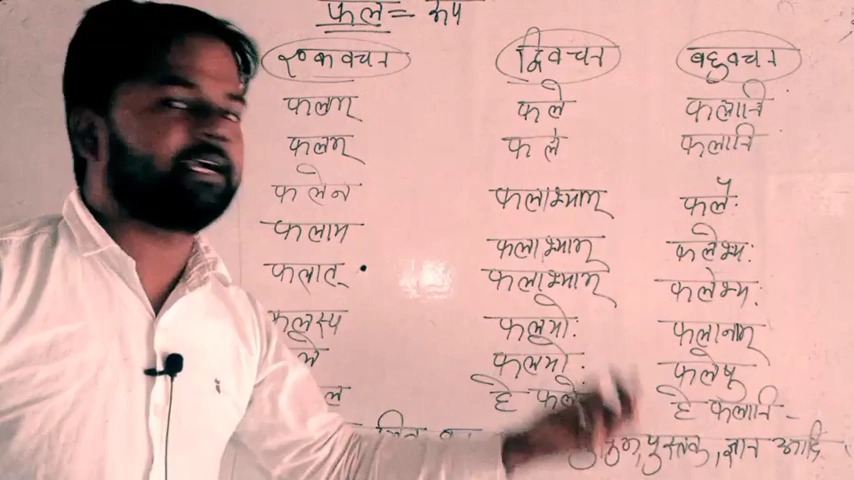 फल = रूप
एकवचन द्विवचन बहुवचन
फलम् फले फलानि
फलम् फले फलानि
फलेन फलाभ्याम् फलैः
फलाय फलाभ्याम् फलेभ्यः
फलात् फलाभ्याम् फलेभ्यः
फलस्य फलयोः फलानाम्
ले फलयोः फलेषु
ल हे फले हे फलानि
पुस्तक, ज्ञान आदि